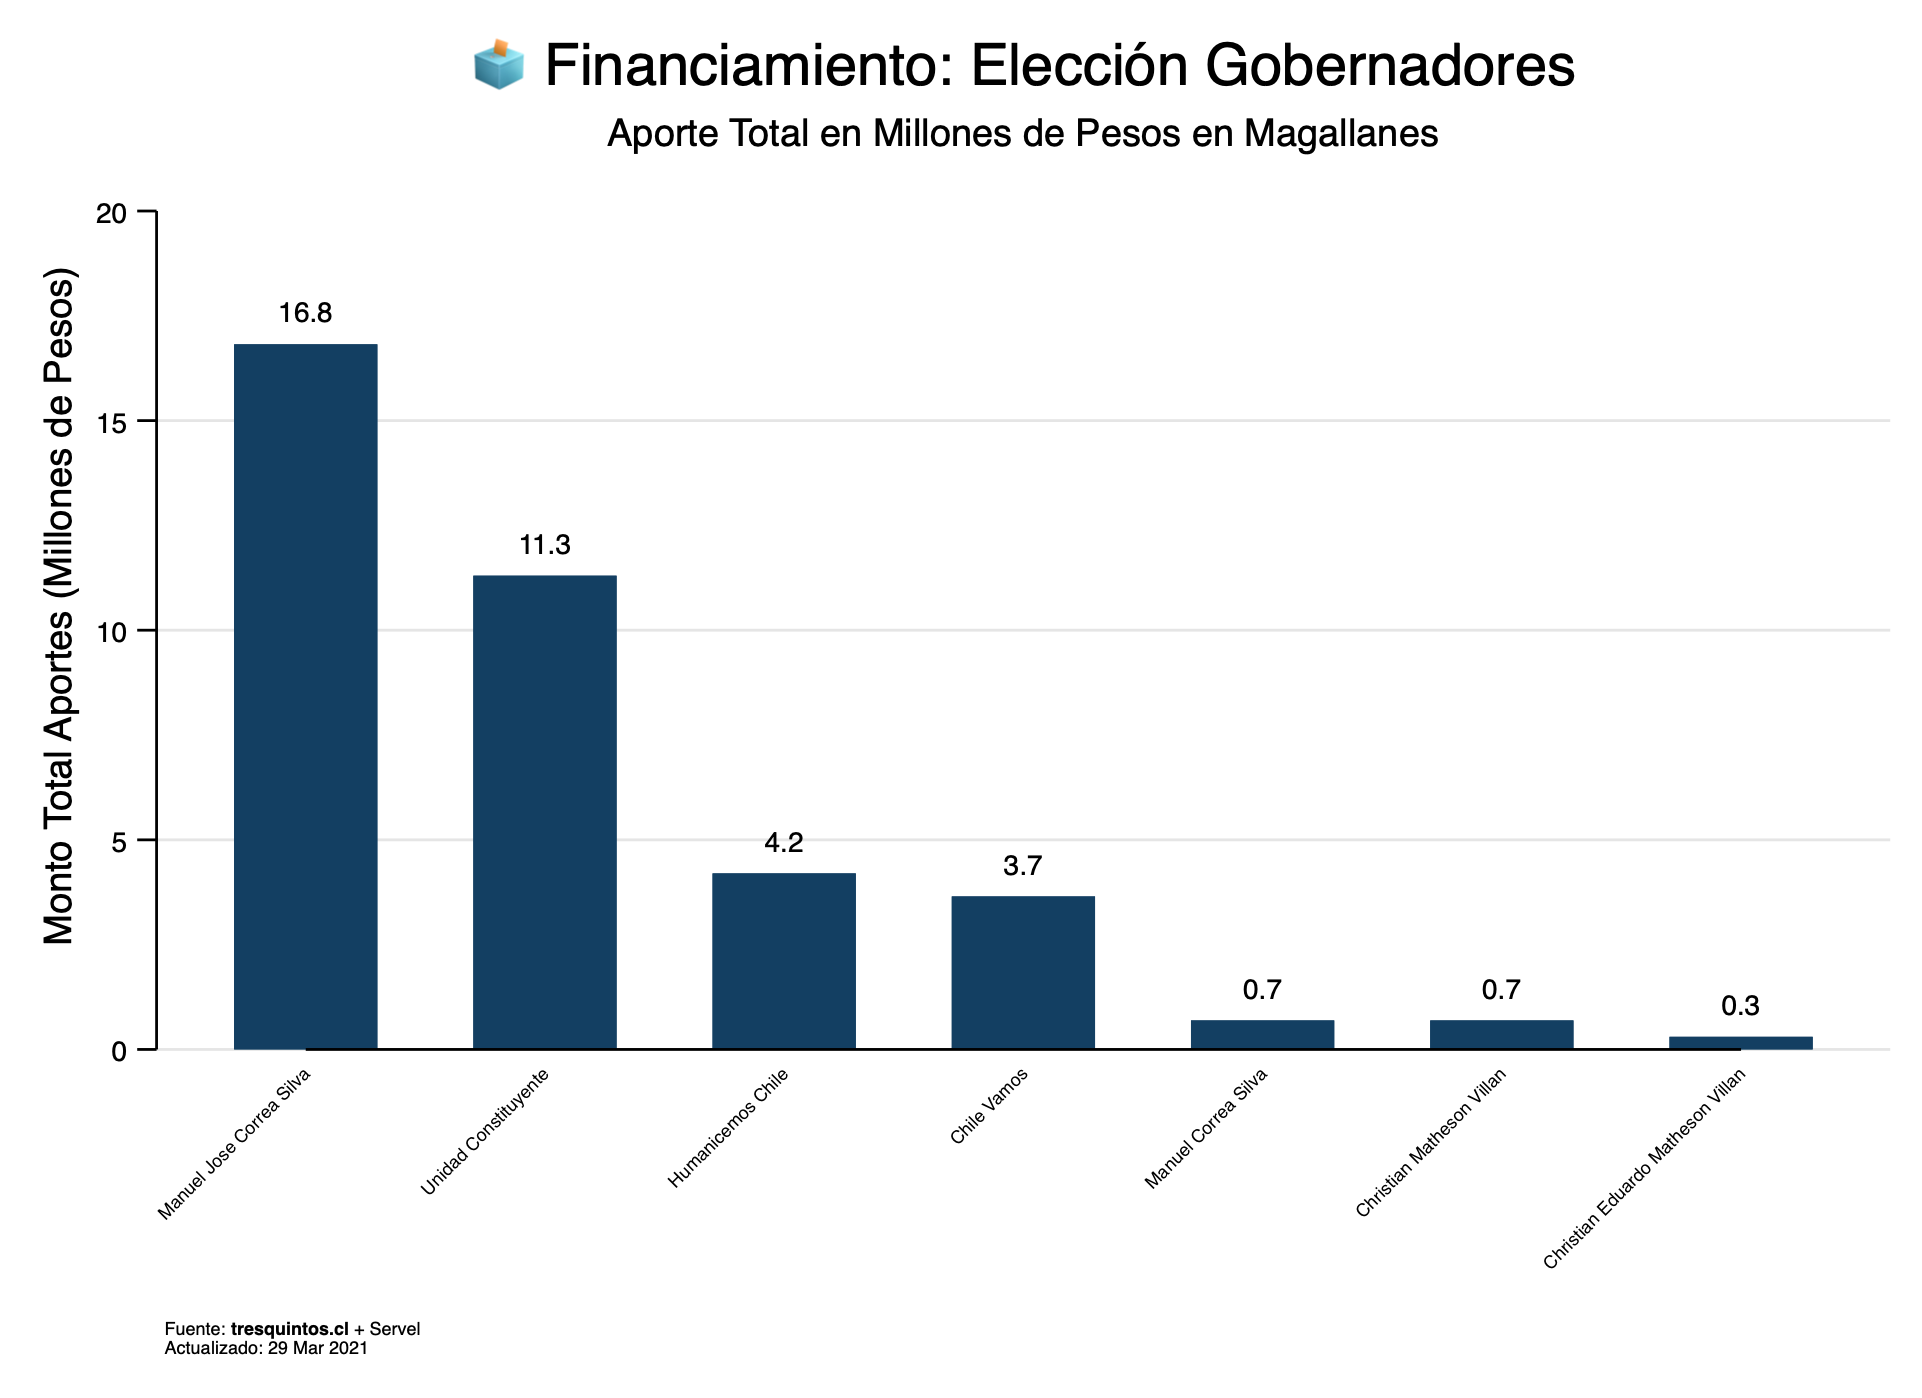 Financiamiento: Elección Gobernadores
Aporte Total en Millones de Pesos en Magallanes
Monto Total Aportes (Millones de Pesos)
20
15
10
5
0
16.8
11.3
4.2
3.7
0.7
0.7
0.3
Manuel Jose Correa Silva
Unidad Constituyente
Humanicemos Chile
Chile Vamos
Manuel Correa Silva
Christian Matheson Villan
Christian Eduardo Matheson Villan
Fuente: tresquintos.cl + Servel
Actualizado: 29 Mar 2021